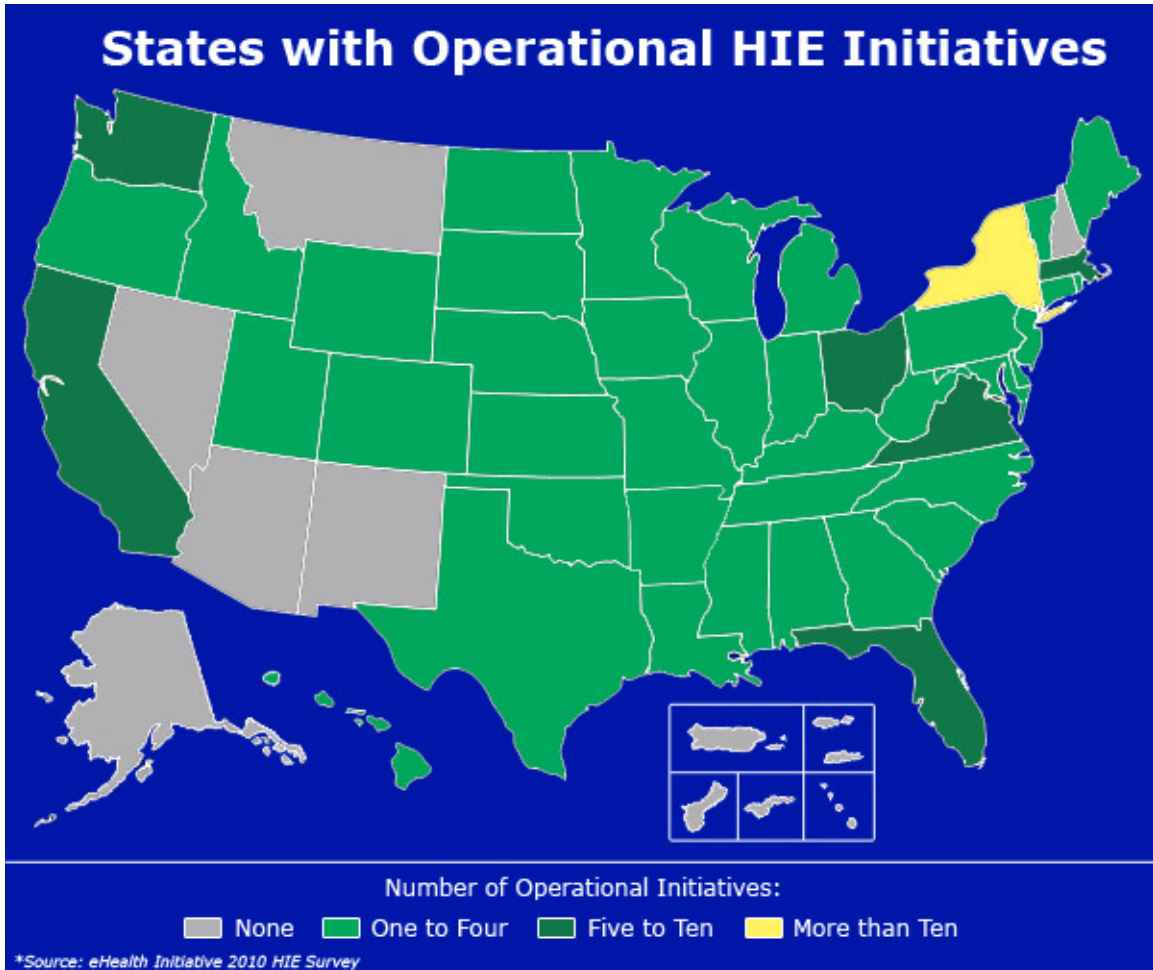 States with Operational HIE Initiatives
Number of Operational Initiatives:
None One to Four Five to Ten More than Ten
*Source: eHealth Initiative 2010 HIE Survey